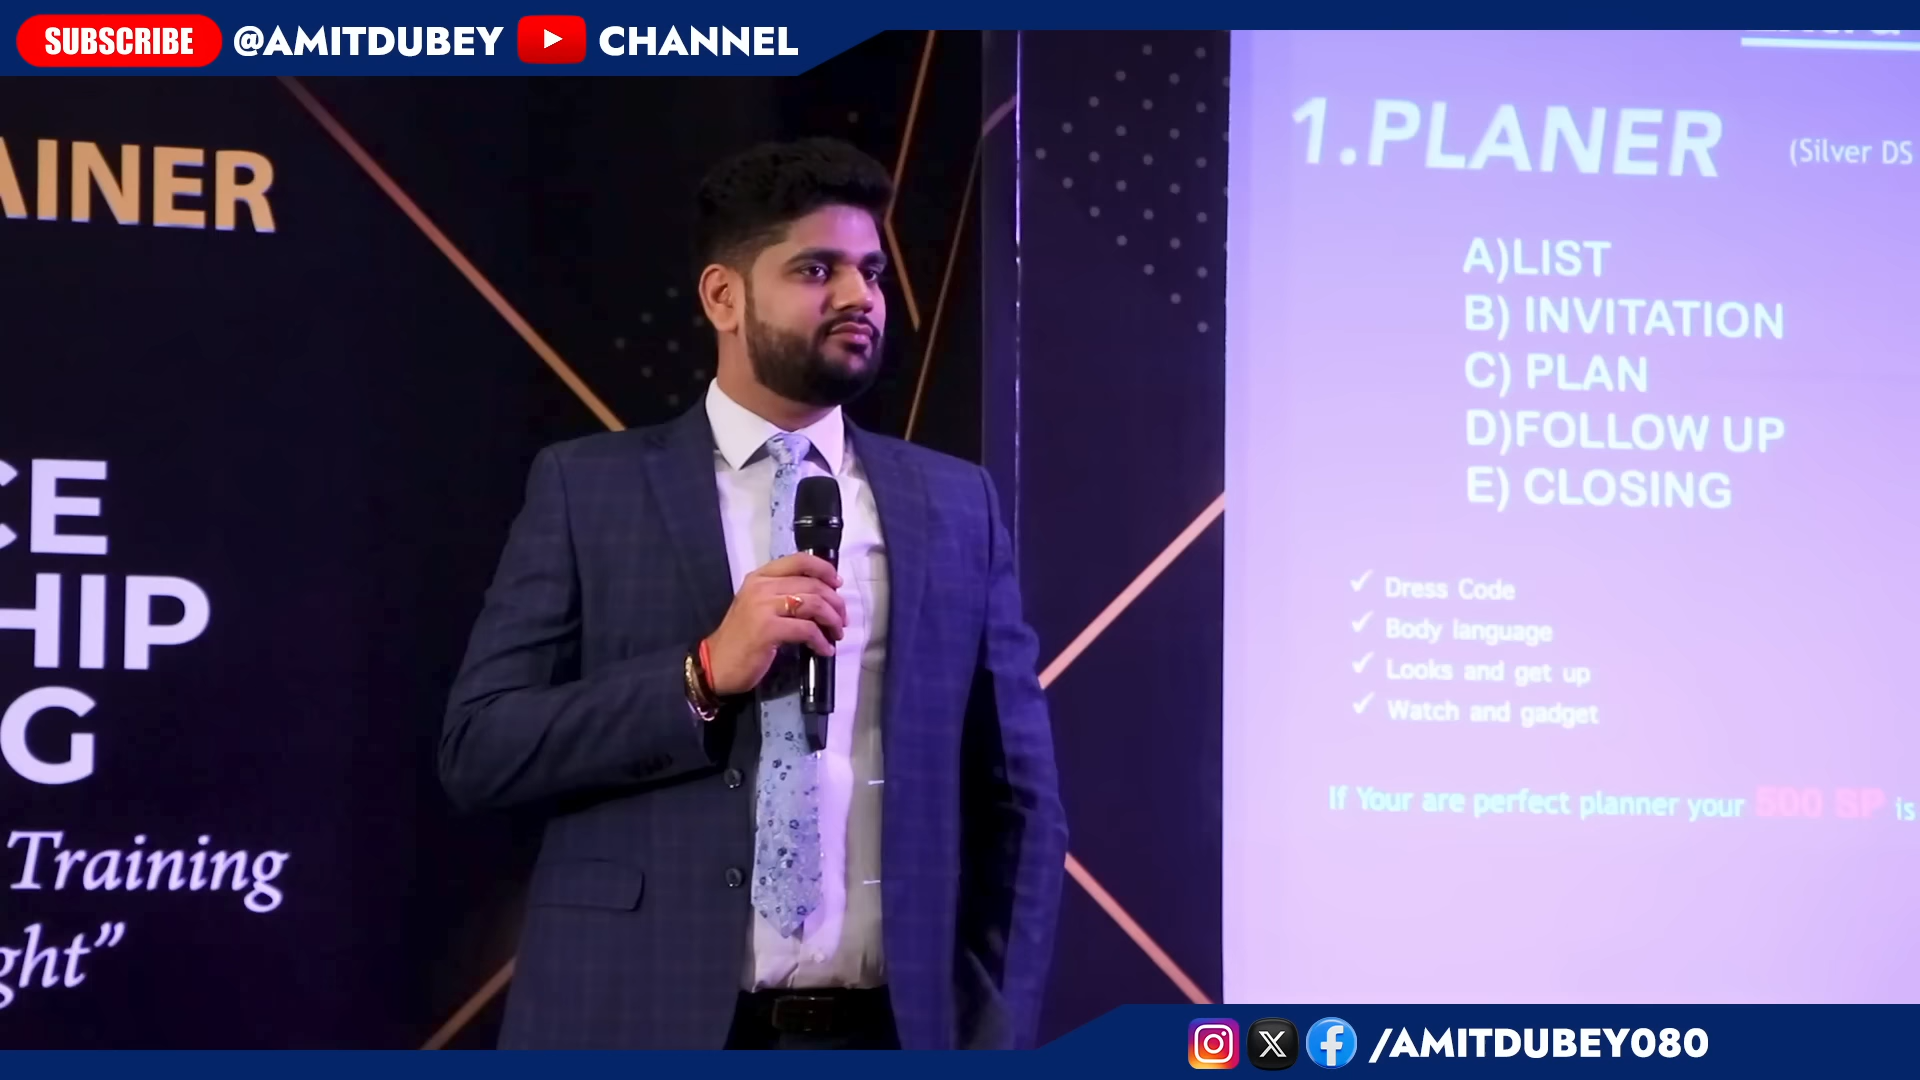 SUBSCRIBE @AMITDUBEY CHANNEL
AINER
CE
HIP
G
Training
ght”
1.PLANER (Silver DS
A)LIST
B) INVITATION
C) PLAN
D)FOLLOW UP
E) CLOSING
✓ Dress Code
✓ Body language
✓ Looks and get up
✓ Watch and gadget
If Your are perfect planner your 500 SP is
/AMITDUBEY080